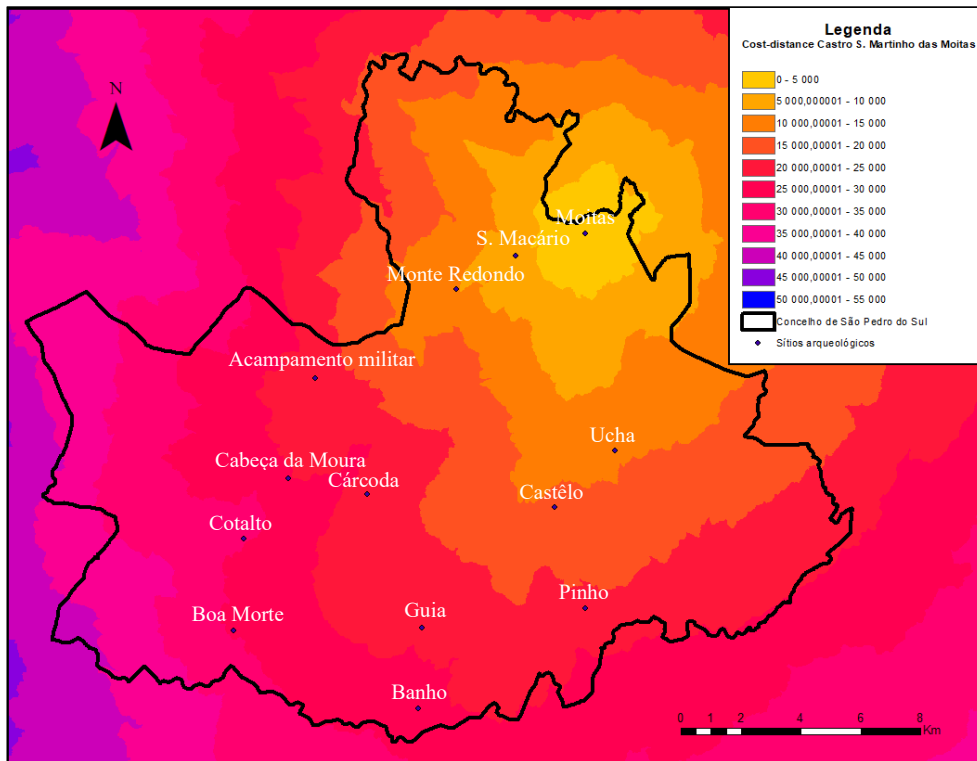 Legenda
Cost-distance Castro S. Martinho das Moitas
0 - 5 000
5 000,000001 - 10 000
10 000,00001 - 15 000
15 000,00001 - 20 000
20 000,00001 - 25 000
25 000,00001 - 30 000
30 000,00001 - 35 000
35 000,00001 - 40 000
40 000,00001 - 45 000
45 000,00001 - 50 000
50 000,00001 - 55 000
Concelho de São Pedro do Sul
Sítios arqueológicos
N
Moitas
S. Macário
Monte Redondo
Acampamento militar
Ucha
Cabeça da Moura
Cárcoda
Castêlo
Cotalto
Pinho
Boa Morte
Guia
Banho
0 1 2 4 6 8
Km